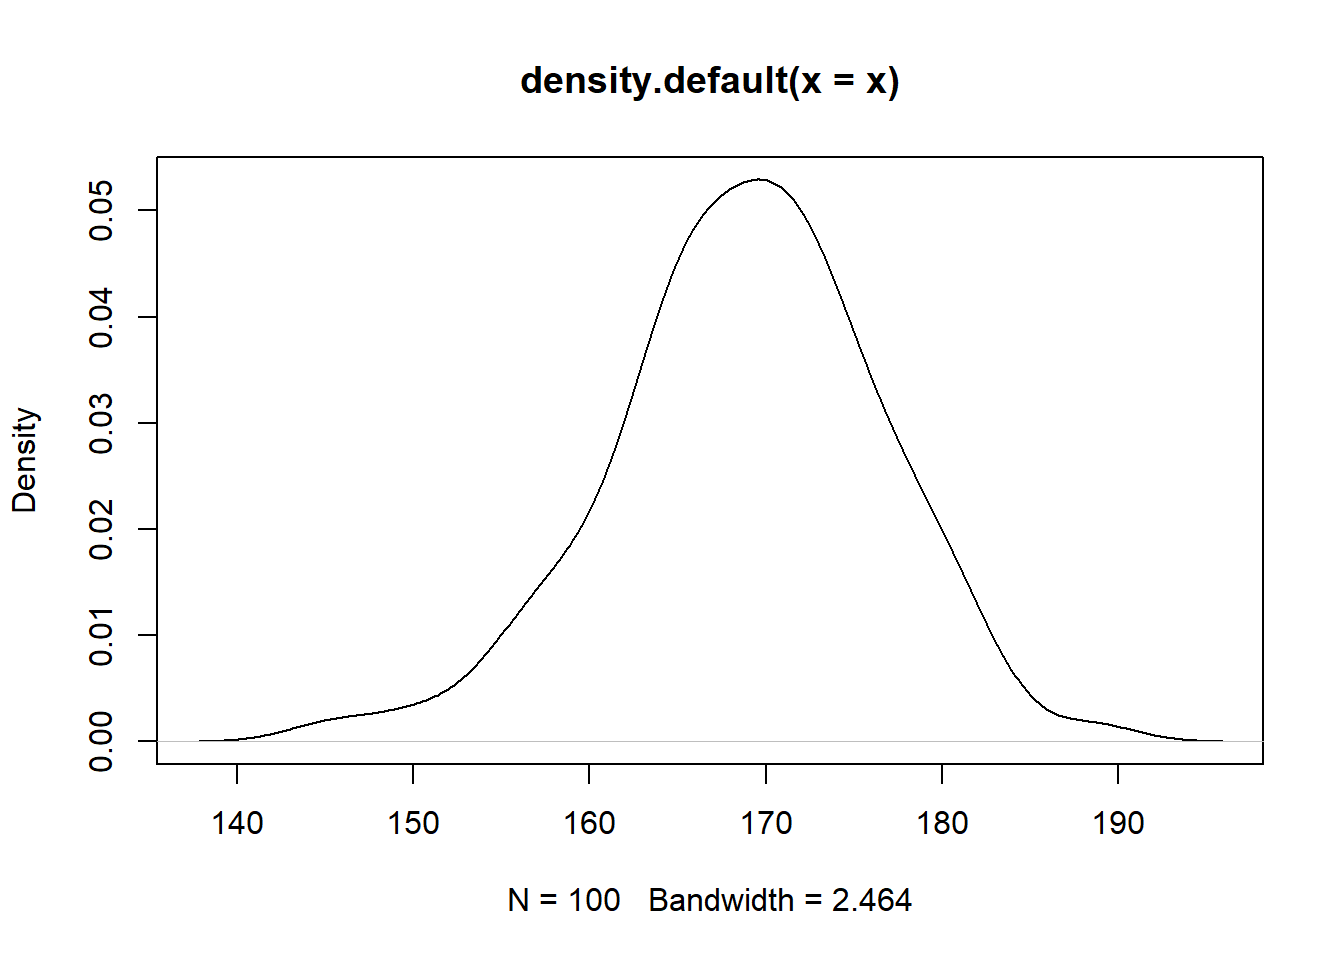 density.default(x = x)
Density
0.05
0.04
0.03
0.02
0.01
0.00
140 150 160 170 180 190
N = 100 Bandwidth = 2.464